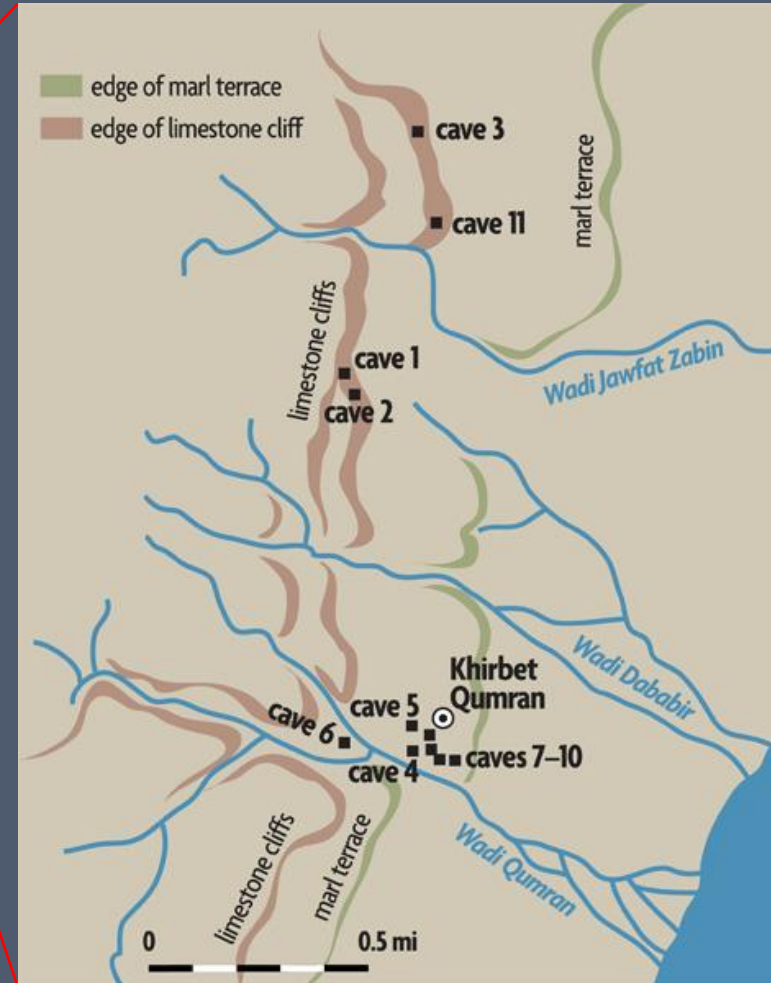 edge of marl terrace
edge of limestone cliff
cave 3
marl terrace
cave 11
limestone cliffs
cave 1
Wadi Jawfat Zabin
cave 2
Wadi Dababir
Khirbet
Qumran
cave 5
cave 6
caves 7–10
cave 4
limestone cliffs
marl terrace
Wadi Qumran
0
0.5 mi